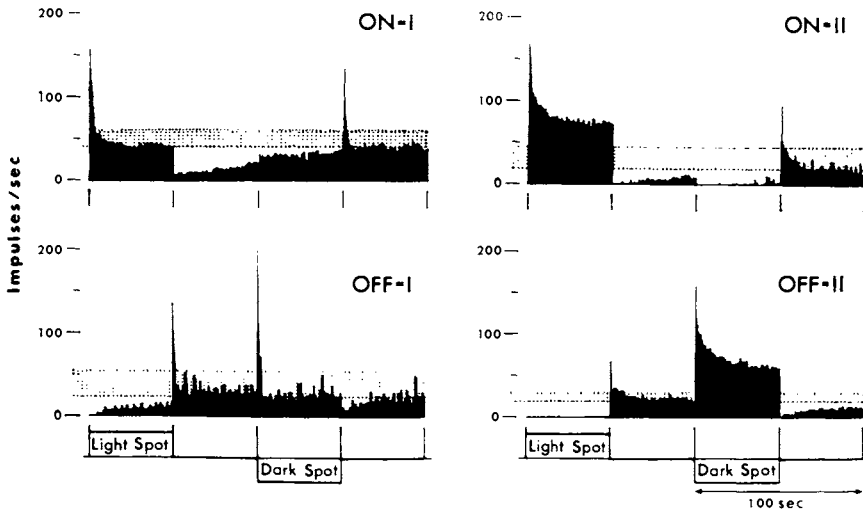 Impulses/sec
ON-I
200
100
0
ON-II
200
100
0
OFF-I
200
100
0
Light Spot
Dark Spot
OFF-II
200
100
0
Light Spot
Dark Spot
100 sec